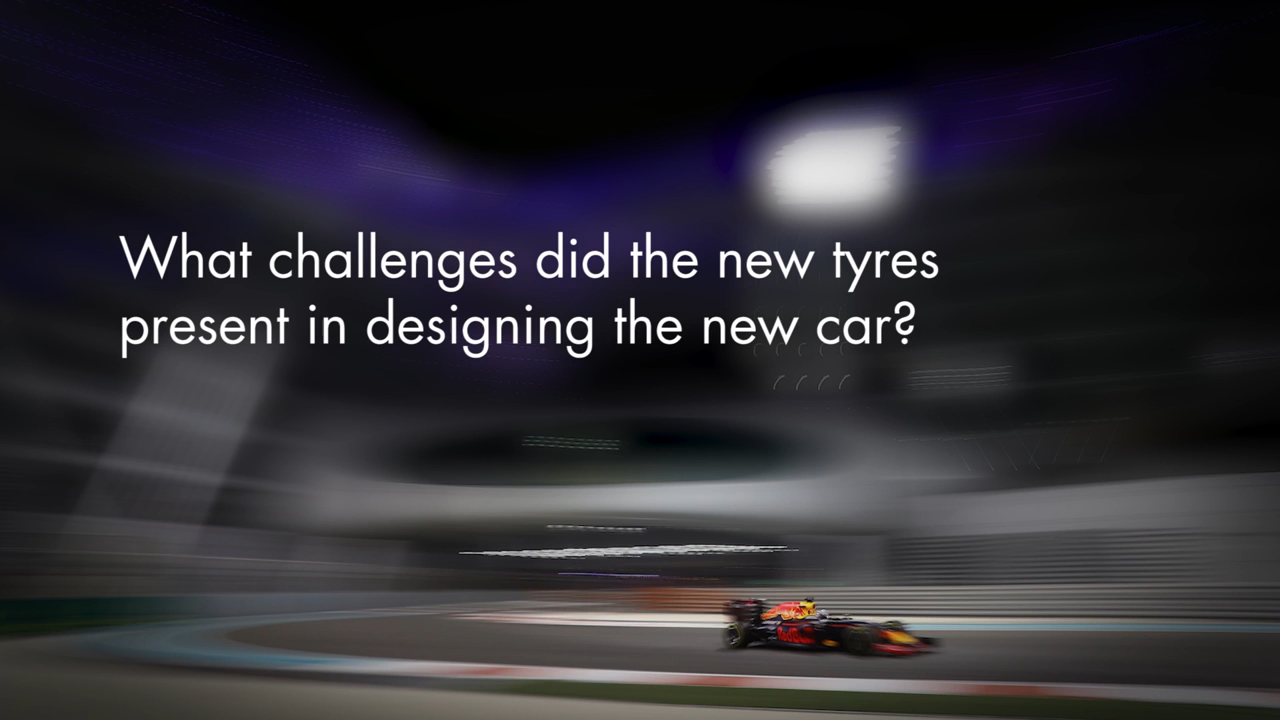 What challenges did the new tyres
present in designing the new car?